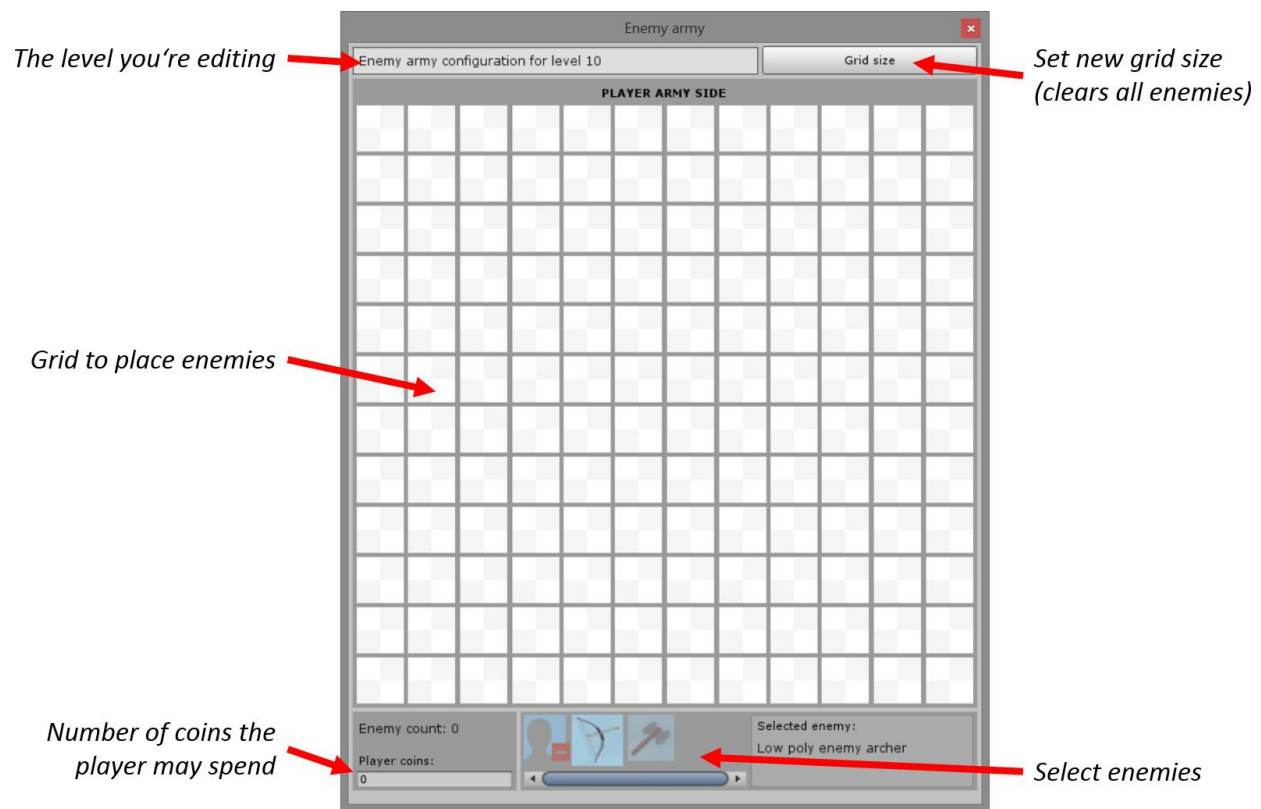 Enemy army
The level you‘re editing
Enemy army configuration for level 10
Grid size
Set new grid size
(clears all enemies)
PLAYER ARMY SIDE
Grid to place enemies
Number of coins the
player may spend
Enemy count: 0
Player coins:
0
Selected enemy:
Low poly enemy archer
Select enemies